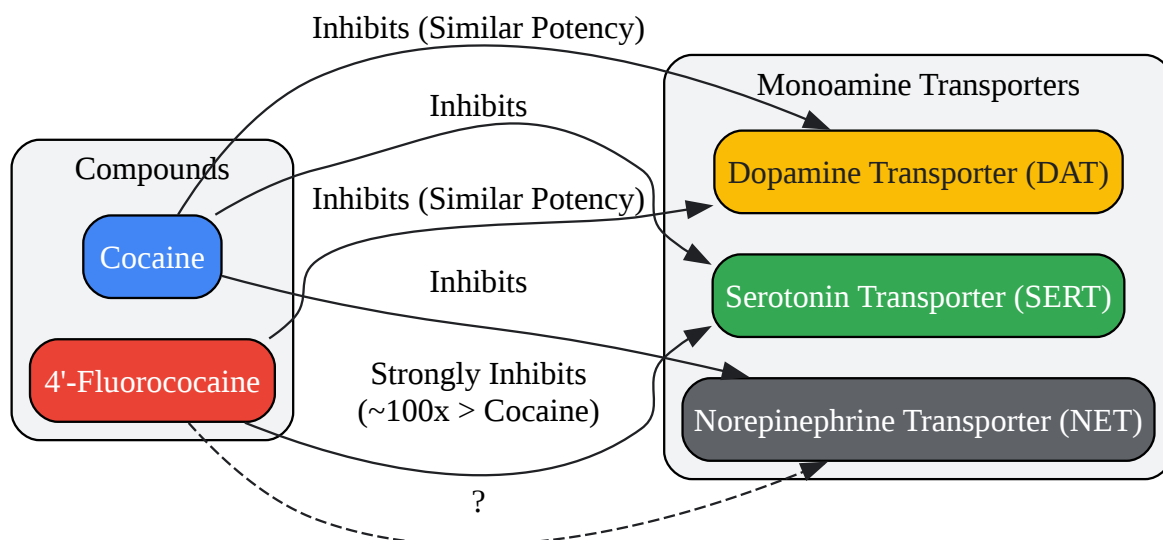 Inhibits (Similar Potency)
Monoamine Transporters
Inhibits
Compounds
Dopamine Transporter (DAT)
Inhibits (Similar Potency)
Cocaine
Inhibits
Serotonin Transporter (SERT)
4'-Fluorococaine
Strongly Inhibits
(~100x > Cocaine)
Norepinephrine Transporter (NET)
?